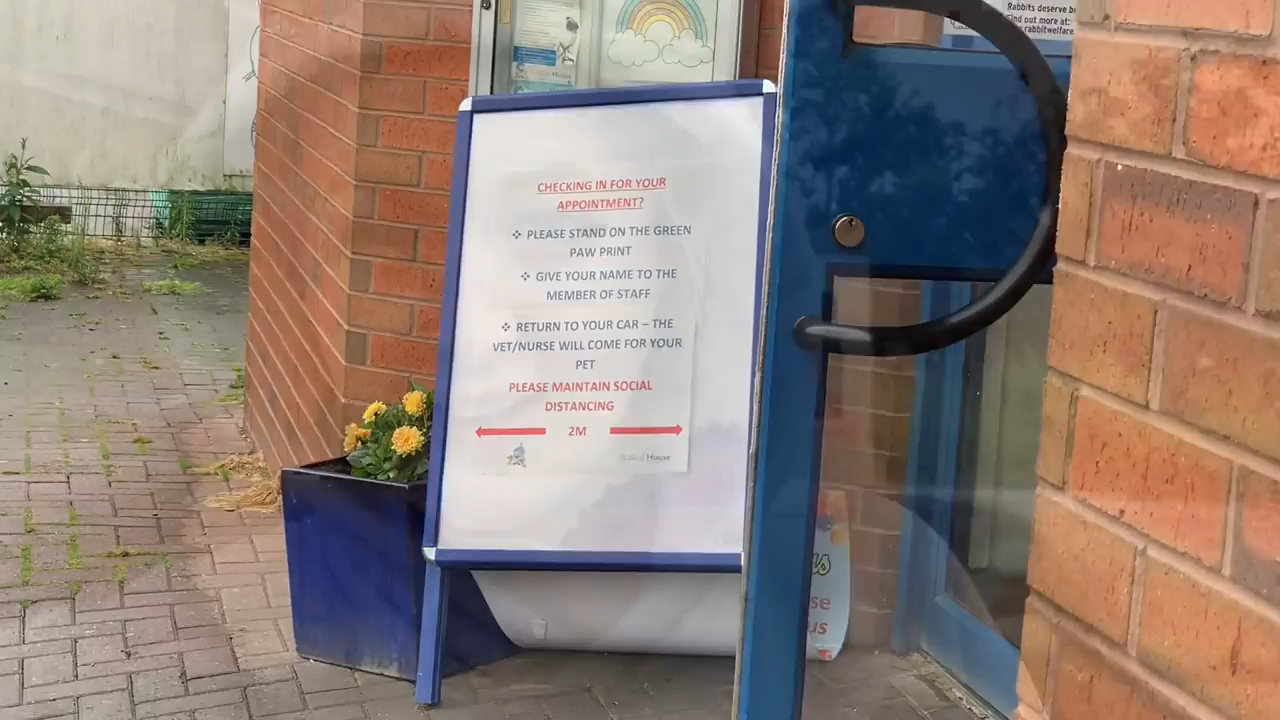 Rabbits deserve b
Find out more at:
rabbitwelfare
CHECKING IN FOR YOUR
APPOINTMENT?
❖ PLEASE STAND ON THE GREEN
PAW PRINT
❖ GIVE YOUR NAME TO THE
MEMBER OF STAFF
❖ RETURN TO YOUR CAR – THE
VET/NURSE WILL COME FOR YOUR
PET
PLEASE MAINTAIN SOCIAL
DISTANCING
2M
House
se
us